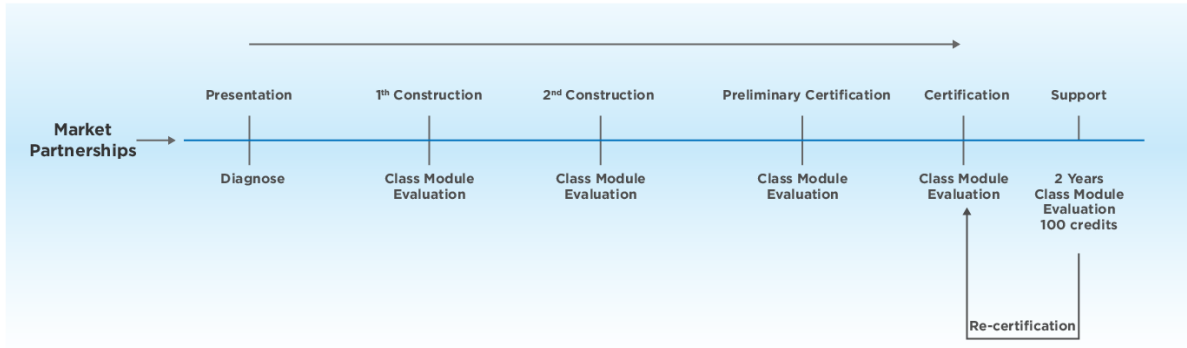 Presentation
1th Construction
2nd Construction
Preliminary Certification
Certification
Support
Market
Partnerships
Diagnose
Class Module
Evaluation
Class Module
Evaluation
Class Module
Evaluation
Class Module
Evaluation
2 Years
Class Module
Evaluation
100 credits
Re-certification